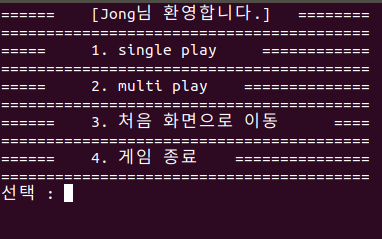 ======    [Jong님 환영합니다.]   ========
=========================================
=====     1. single play     ============
=========================================
=====     2. multi play    ==============
=========================================
======    3. 처음 화면으로 이동      ====
=========================================
======    4. 게임 종료    ===============
=========================================
선택 :